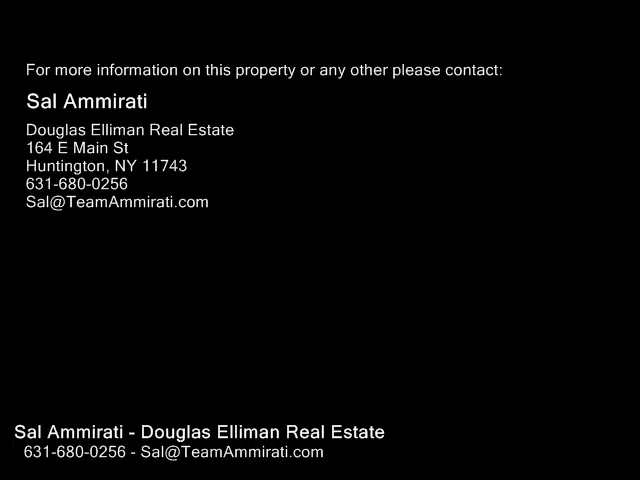 For more information on this property or any other please contact:
Sal Ammirati
Douglas Elliman Real Estate
164 E Main St
Huntington, NY 11743
631-680-0256
Sal@TeamAmmirati.com
Sal Ammirati - Douglas Elliman Real Estate
631-680-0256 - Sal@TeamAmmirati.com